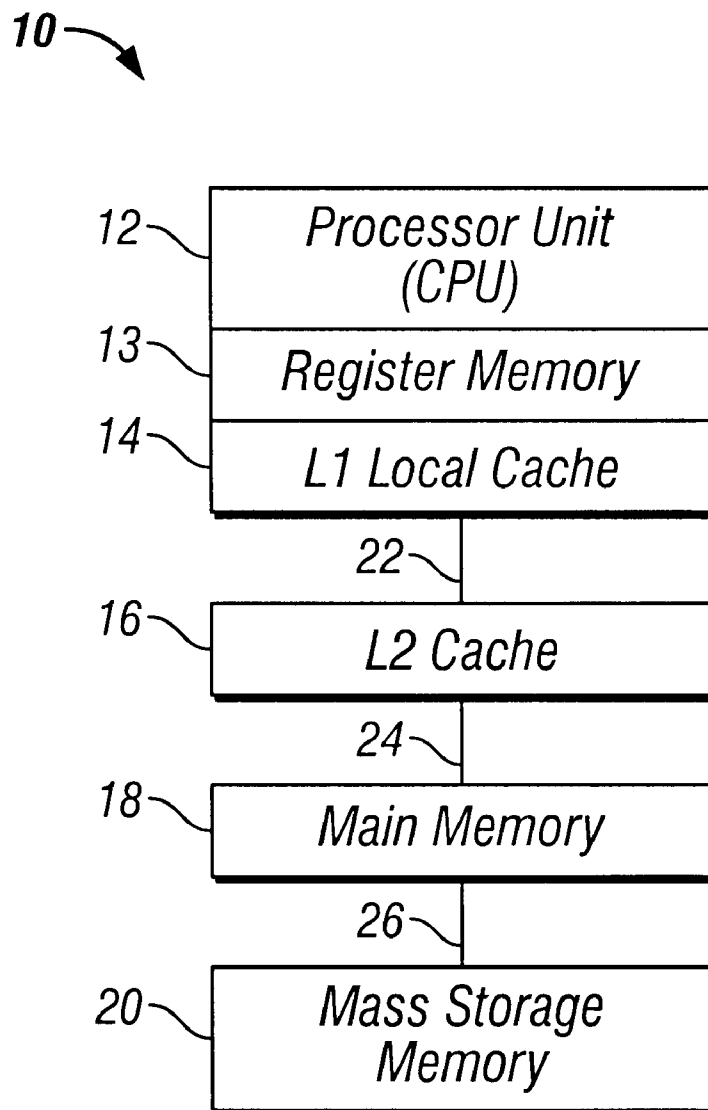 10
12
Processor Unit
(CPU)
13
Register Memory
14
L1 Local Cache
22
16
L2 Cache
24
18
Main Memory
26
20
Mass Storage
Memory